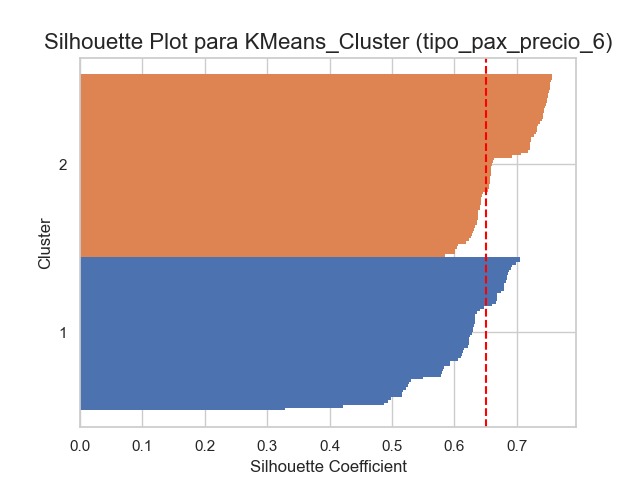 Silhouette Plot para KMeans_Cluster (tipo_pax_precio_6)
2
Cluster
1
0.0 0.1 0.2 0.3 0.4 0.5 0.6 0.7
Silhouette Coefficient